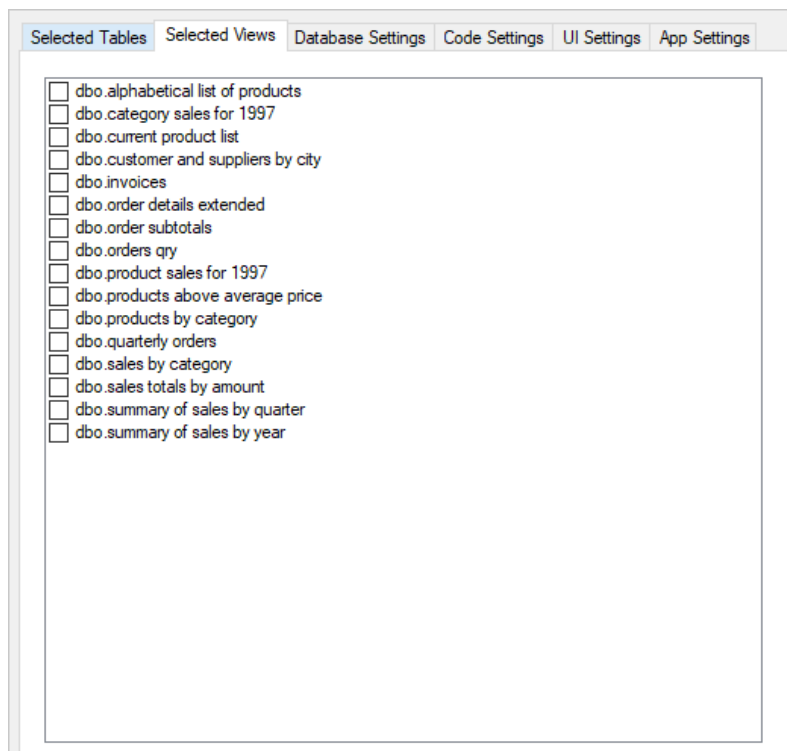 Selected Tables Selected Views Database Settings Code Settings UI Settings App Settings
dbo.alphabetical list of products
dbo.category sales for 1997
dbo.current product list
dbo.customer and suppliers by city
dbo.invoices
dbo.order details extended
dbo.order subtotals
dbo.orders qry
dbo.product sales for 1997
dbo.products above average price
dbo.products by category
dbo.quarterly orders
dbo.sales by category
dbo.sales totals by amount
dbo.summary of sales by quarter
dbo.summary of sales by year